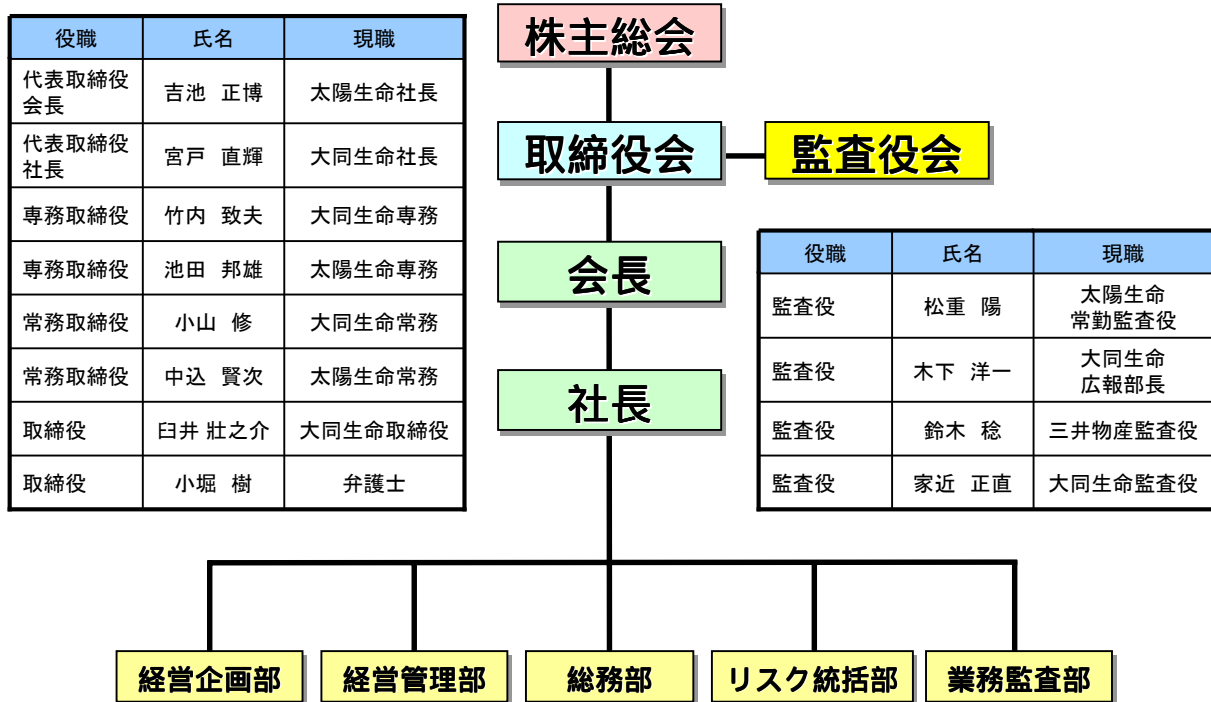 株主総会
取締役会
監査役会
会長
社長
役職 氏名 現職
代表取締役
会長 吉池 正博 太陽生命社長
代表取締役
社長 宮戸 直輝 大同生命社長
専務取締役 竹内 致夫 大同生命専務
専務取締役 池田 邦雄 太陽生命専務
常務取締役 小山 修 大同生命常務
常務取締役 中込 賢次 太陽生命常務
取締役 臼井 壯之介 大同生命取締役
取締役 小堀 樹 弁護士
役職 氏名 現職
監査役 松重 陽 太陽生命
常勤監査役
監査役 木下 洋一 大同生命
広報部長
監査役 鈴木 稔 三井物産監査役
監査役 家近 正直 大同生命監査役
経営企画部
経営管理部
総務部
リスク統括部
業務監査部